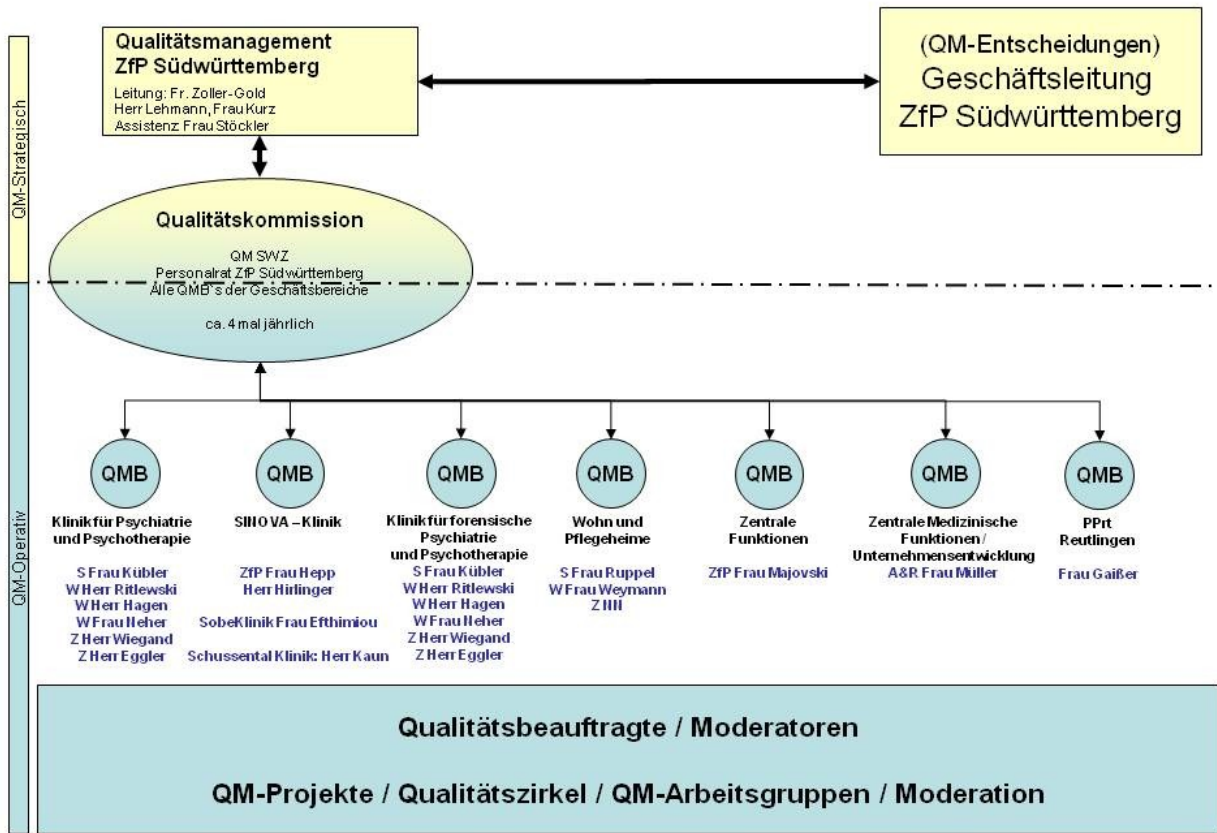 QM-Strategisch
Qualitätsmanagement
ZfP Südwürttemberg
Leitung: Fr. Zoller-Gold
Herr Lehmann, Frau Kurz
Assistenz: Frau Stöckler
(QM-Entscheidungen)
Geschäftsleitung
ZfP Südwürttemberg
Qualitätskommission
QM SWZ
Personalrat ZfP Südwürttemberg
Alle QMB`s der Geschäftsbereiche
ca. 4 mal jährlich
QM-Operativ
QMB
Klinik für Psychiatrie
und Psychotherapie
S Frau Kübler
W Herr Ritlewski
W Herr Hagen
W Frau Neher
Z Herr Wiegand
Z Herr Eggler
QMB
SINOVA – Klinik
ZfP Frau Hepp
Herr Hirlinger
SobeKlinik Frau Efthimiou
Schussental Klinik: Herr Kaun
QMB
Klinik für forensische
Psychiatrie
und Psychotherapie
S Frau Kübler
W Herr Ritlewski
W Herr Hagen
W Frau Neher
Z Herr Wiegand
Z Herr Eggler
QMB
Wohn und
Pflegeheime
S Frau Ruppel
W Frau Weymann
Z NN
QMB
Zentrale
Funktionen
ZfP Frau Majovski
QMB
Zentrale Medizinische
Funktionen /
Unternehmensentwicklung
A&R Frau Müller
QMB
PPrt
Reutlingen
Frau Gaißer
Qualitätsbeauftragte / Moderatoren
QM-Projekte / Qualitätszirkel / QM-Arbeitsgruppen / Moderation